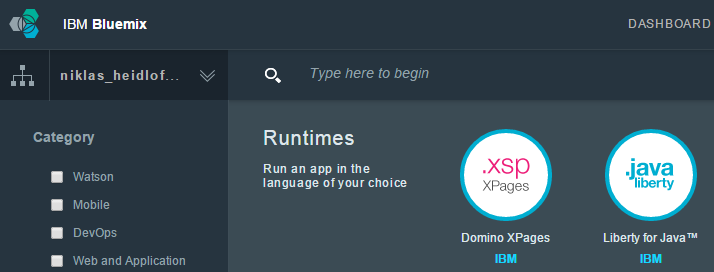 IBM Bluemix
DASHBOARD
niklas_heidlof...
Type here to begin
Category
Watson
Mobile
DevOps
Web and Application
Runtimes
Run an app in the
language of your choice
.xsp
XPages
Domino XPages
IBM
.java
liberty
Liberty for Java™
IBM